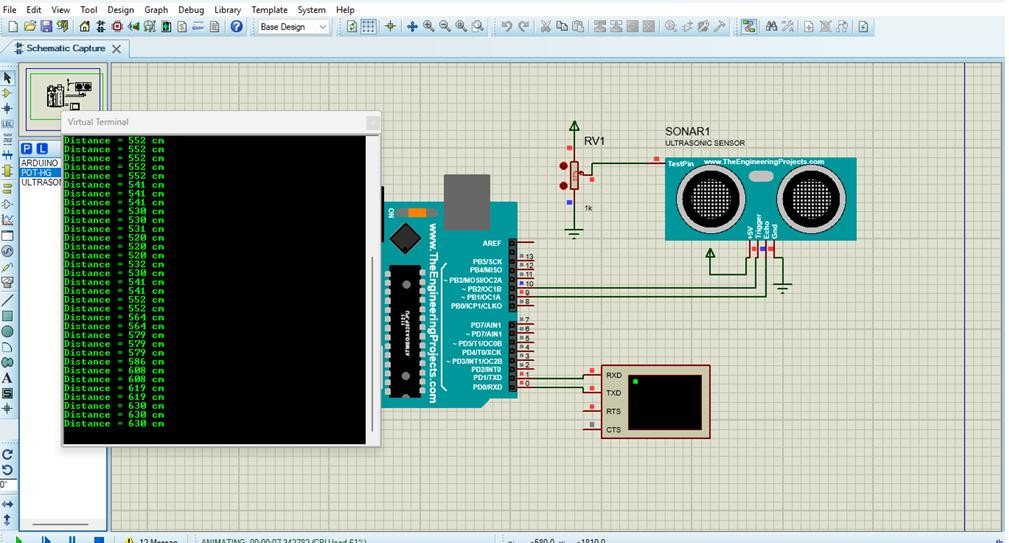 File Edit View Tool Design Graph Debug Library Template System Help
Base Design
Schematic Capture
Virtual Terminal
Distance = 552 cm
Distance = 552 cm
Distance = 552 cm
Distance = 552 cm
Distance = 552 cm
Distance = 541 cm
Distance = 541 cm
Distance = 541 cm
Distance = 530 cm
Distance = 530 cm
Distance = 531 cm
Distance = 520 cm
Distance = 520 cm
Distance = 520 cm
Distance = 532 cm
Distance = 530 cm
Distance = 541 cm
Distance = 541 cm
Distance = 552 cm
Distance = 552 cm
Distance = 564 cm
Distance = 564 cm
Distance = 579 cm
Distance = 579 cm
Distance = 579 cm
Distance = 586 cm
Distance = 608 cm
Distance = 608 cm
Distance = 619 cm
Distance = 619 cm
Distance = 630 cm
Distance = 630 cm
Distance = 630 cm
P L
ARDUINO
POT-HG
ULTRASO
RV1
1k
SONAR1
ULTRASONIC SENSOR
TestPin www.TheEngineeringProjects.com
+5V
Trigger
Echo
Gnd
ON
www.TheEngineeringProjects.com
1121
AREF
PB5/SCK 13
PB4/MISO 12
~ PB3/MOSI/OC2A 11
~ PB2/OC1B 10
~ PB1/OC1A 9
PB0/ICP1/CLKO 8
PD7/AIN1 7
~ PD7/AIN1 6
~ PD5/T1/OC0B 5
PD4/T0/XCK 4
~ PD3/INT1/OC2B 3
PD2/INT0 2
PD1/TXD 1
PD0/RXD 0
RXD
TXD
RTS
CTS